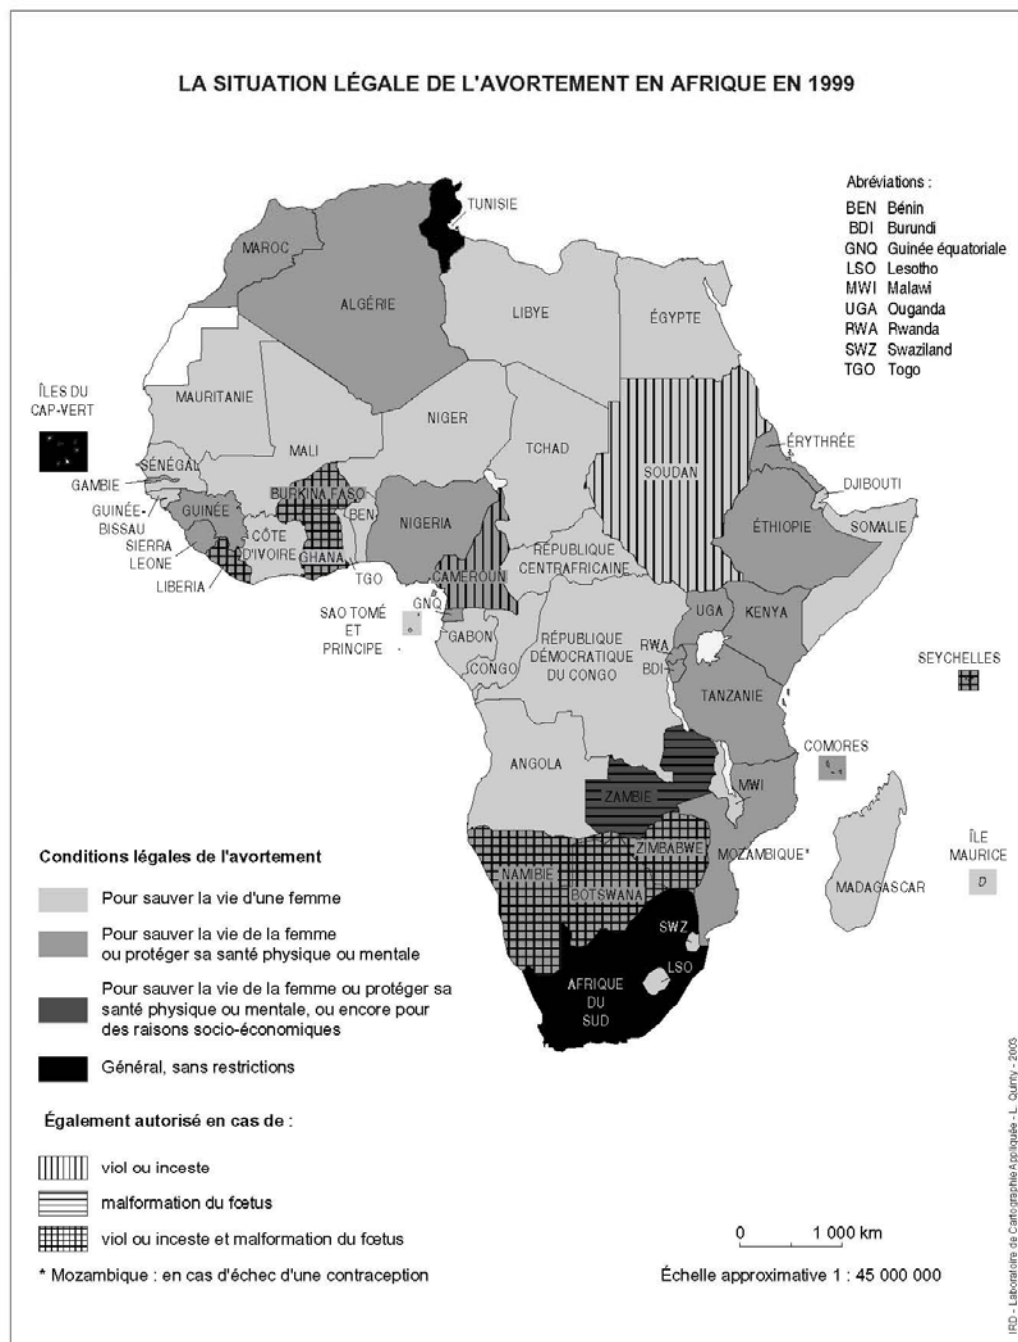 LA SITUATION LÉGALE DE L'AVORTEMENT EN AFRIQUE EN 1999
Abréviations :
BEN Bénin
BDI Burundi
GNQ Guinée équatoriale
LSO Lesotho
MWI Malawi
UGA Ouganda
RWA Rwanda
SWZ Swaziland
TGO Togo
TUNISIE
MAROC
ALGÉRIE
LIBYE
ÉGYPTE
ÎLES DU
CAP-VERT
MAURITANIE
MALI
NIGER
TCHAD
SOUDAN
ÉRYTHRÉE
DJIBOUTI
SÉNÉGAL
GAMBIE
GUINÉE-
BISSAU
GUINÉE
SIERRA
LEONE
LIBERIA
CÔTE
D'IVOIRE
BURKINA FASO
GHANA
BEN
TGO
NIGERIA
CAMEROUN
RÉPUBLIQUE
CENTRAFRICAINE
ÉTHIOPIE
SOMALIE
SAO TOMÉ
ET
PRINCIPE
GNQ
GABON
CONGO
RÉPUBLIQUE
DÉMOCRATIQUE
DU CONGO
UGA
KENYA
RWA
BDI
TANZANIE
SEYCHELLES
COMORES
ANGOLA
ZAMBIE
MWI
MOZAMBIQUE*
ZIMBABWE
NAMIBIE
BOTSWANA
MADAGASCAR
ÎLE
MAURICE
SWZ
LSO
AFRIQUE
DU
SUD
Conditions légales de l'avortement
Pour sauver la vie d'une femme
Pour sauver la vie de la femme
ou protéger sa santé physique ou mentale
Pour sauver la vie de la femme ou protéger sa
santé physique ou mentale, ou encore pour
des raisons socio-économiques
Général, sans restrictions
Également autorisé en cas de :
viol ou inceste
malformation du fœtus
viol ou inceste et malformation du fœtus
* Mozambique : en cas d'échec d'une contraception
0 1 000 km
Échelle approximative 1 : 45 000 000
IRD - Laboratoire de Cartographie Appliquée - L. Quinty - 2003